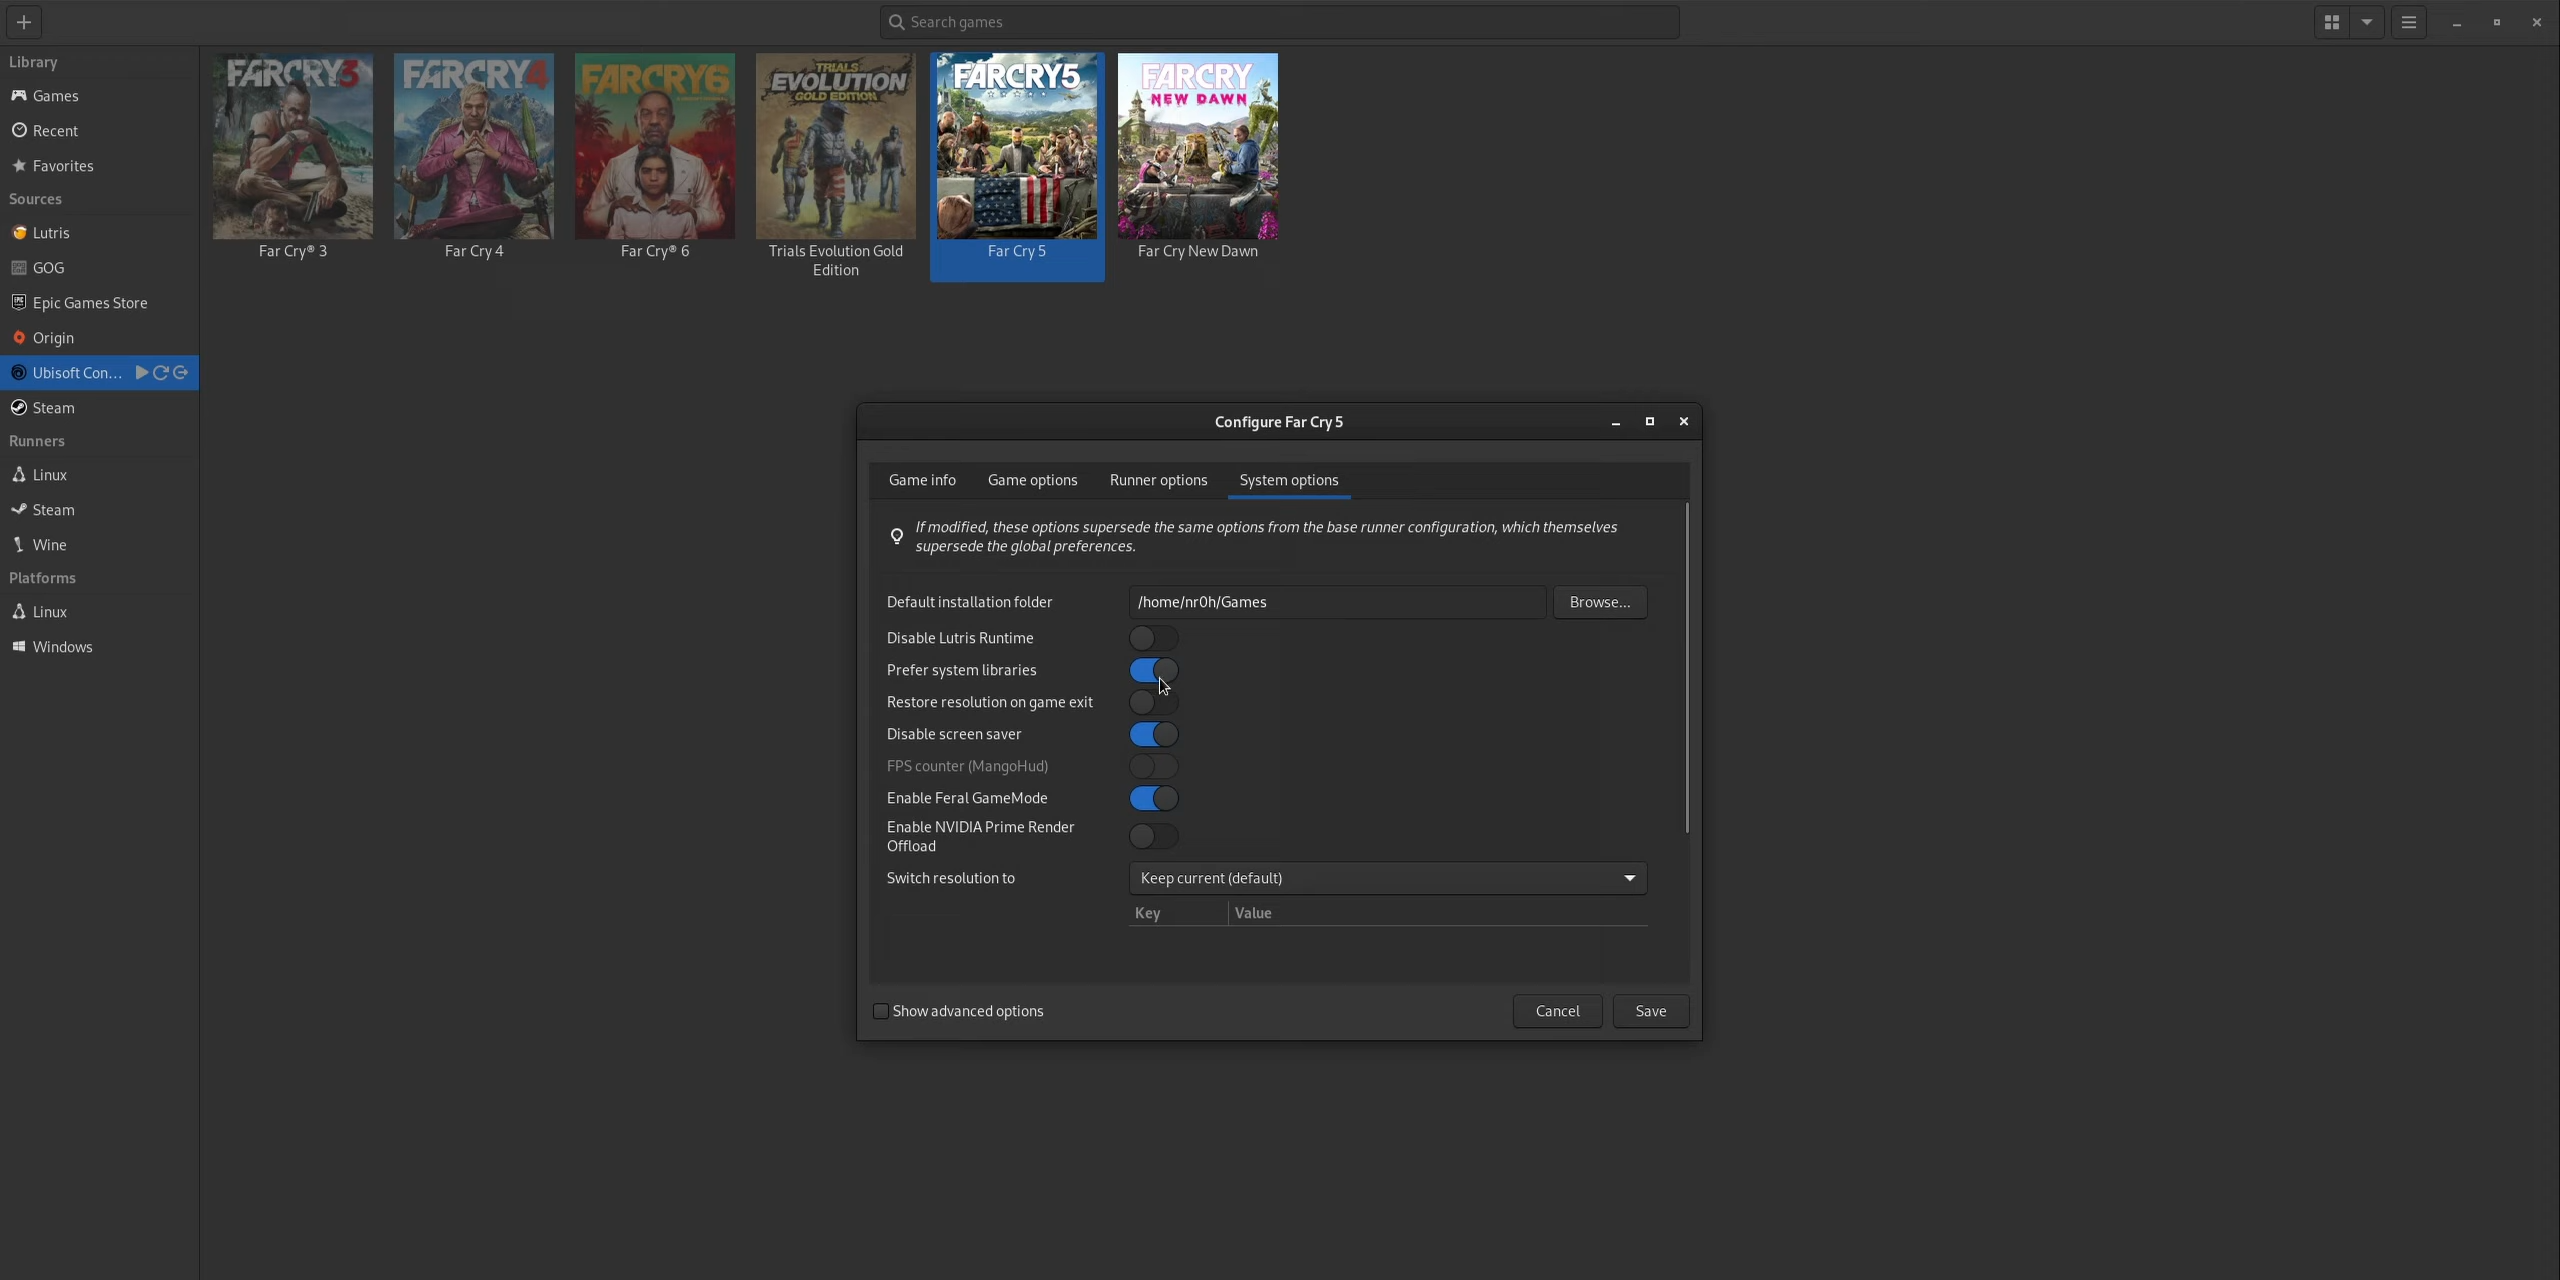 Search games
Library
Games
Recent
Favorites
Sources
Lutris
GOG
Epic Games Store
Origin
Ubisoft Con...
Steam
Runners
Linux
Steam
Wine
Platforms
Linux
Windows
FARCRY3
FARCRY4
FARCRY6
TRIALS
EVOLUTION
GOLD EDITION
FARCRY5
FARCRY
NEW DAWN
Far Cry® 3
Far Cry 4
Far Cry® 6
Trials Evolution Gold
Edition
Far Cry 5
Far Cry New Dawn
Configure Far Cry 5
Game info
Game options
Runner options
System options
If modified, these options supersede the same options from the base runner configuration, which themselves
supersede the global preferences.
Default installation folder
/home/nr0h/Games
Browse...
Disable Lutris Runtime
Prefer system libraries
Restore resolution on game exit
Disable screen saver
FPS counter (MangoHud)
Enable Feral GameMode
Enable NVIDIA Prime Render
Offload
Switch resolution to
Keep current (default)
Key
Value
Show advanced options
Cancel
Save